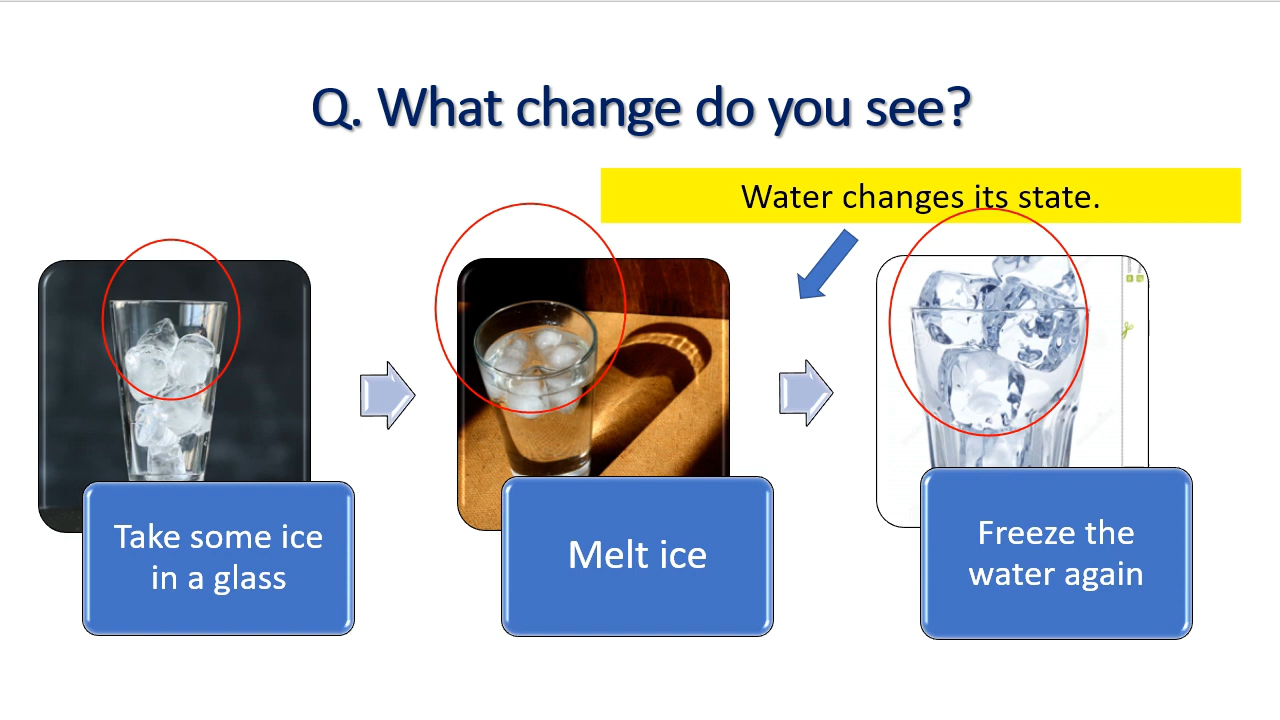 Q. What change do you see?
Water changes its state.
Take some ice
in a glass
Melt ice
Freeze the
water again